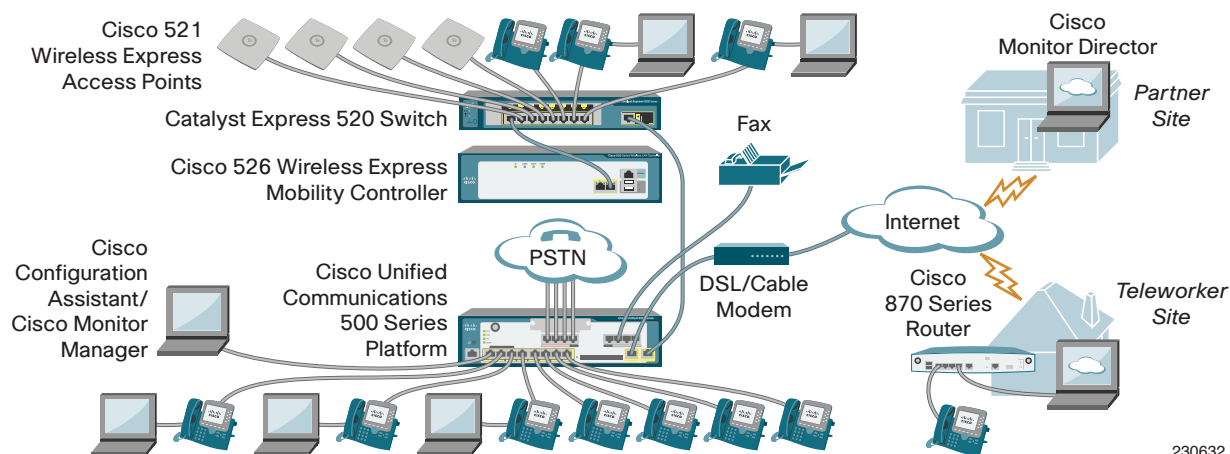 Cisco 521
Wireless Express
Access Points
Catalyst Express 520 Switch
Cisco 526 Wireless Express
Mobility Controller
Cisco
Configuration
Assistant/
Cisco Monitor
Manager
Cisco Unified
Communications
500 Series
Platform
PSTN
Fax
DSL/Cable
Modem
Internet
Cisco
Monitor Director
Partner
Site
Cisco
870 Series
Router
Teleworker
Site
230632